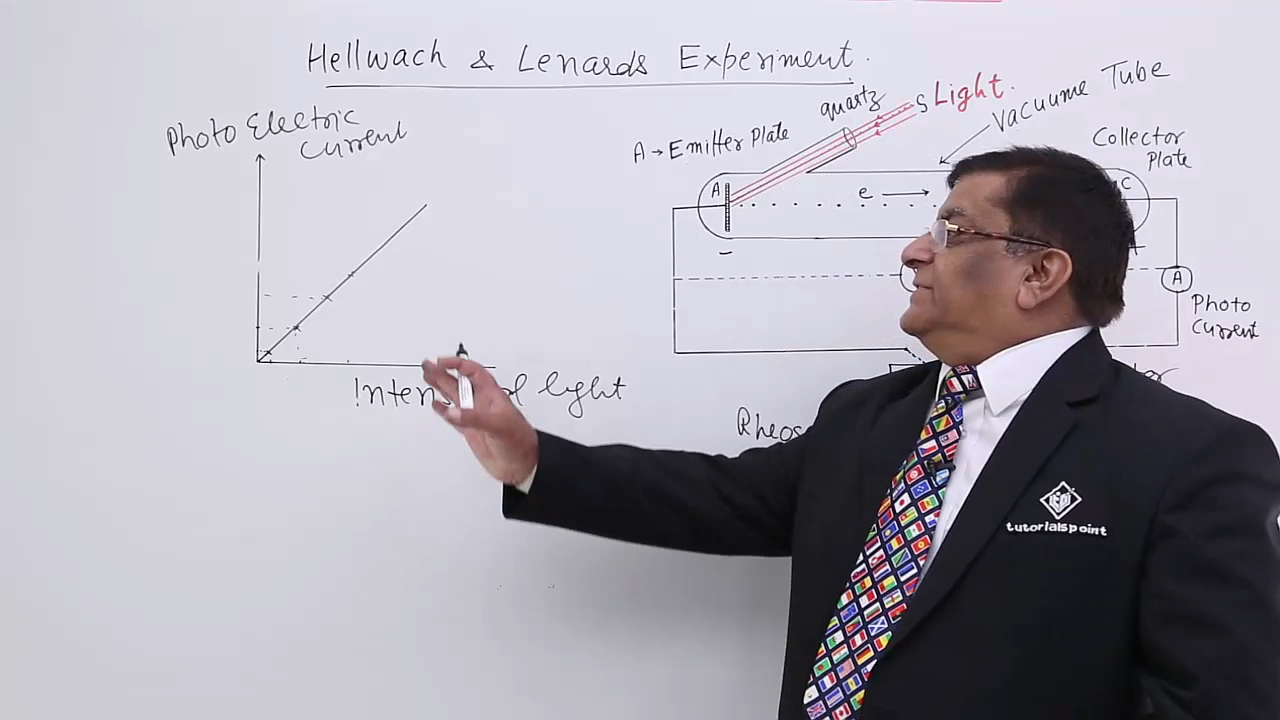 Hellwach & Lenards Experiment.
Photo Electric
Current
Light
of light
quartz
S Light.
Vacuume Tube
A → Emitter Plate
Collector
Plate
A
e →
C
–
+
A
Photo
Current
tutorialspoint